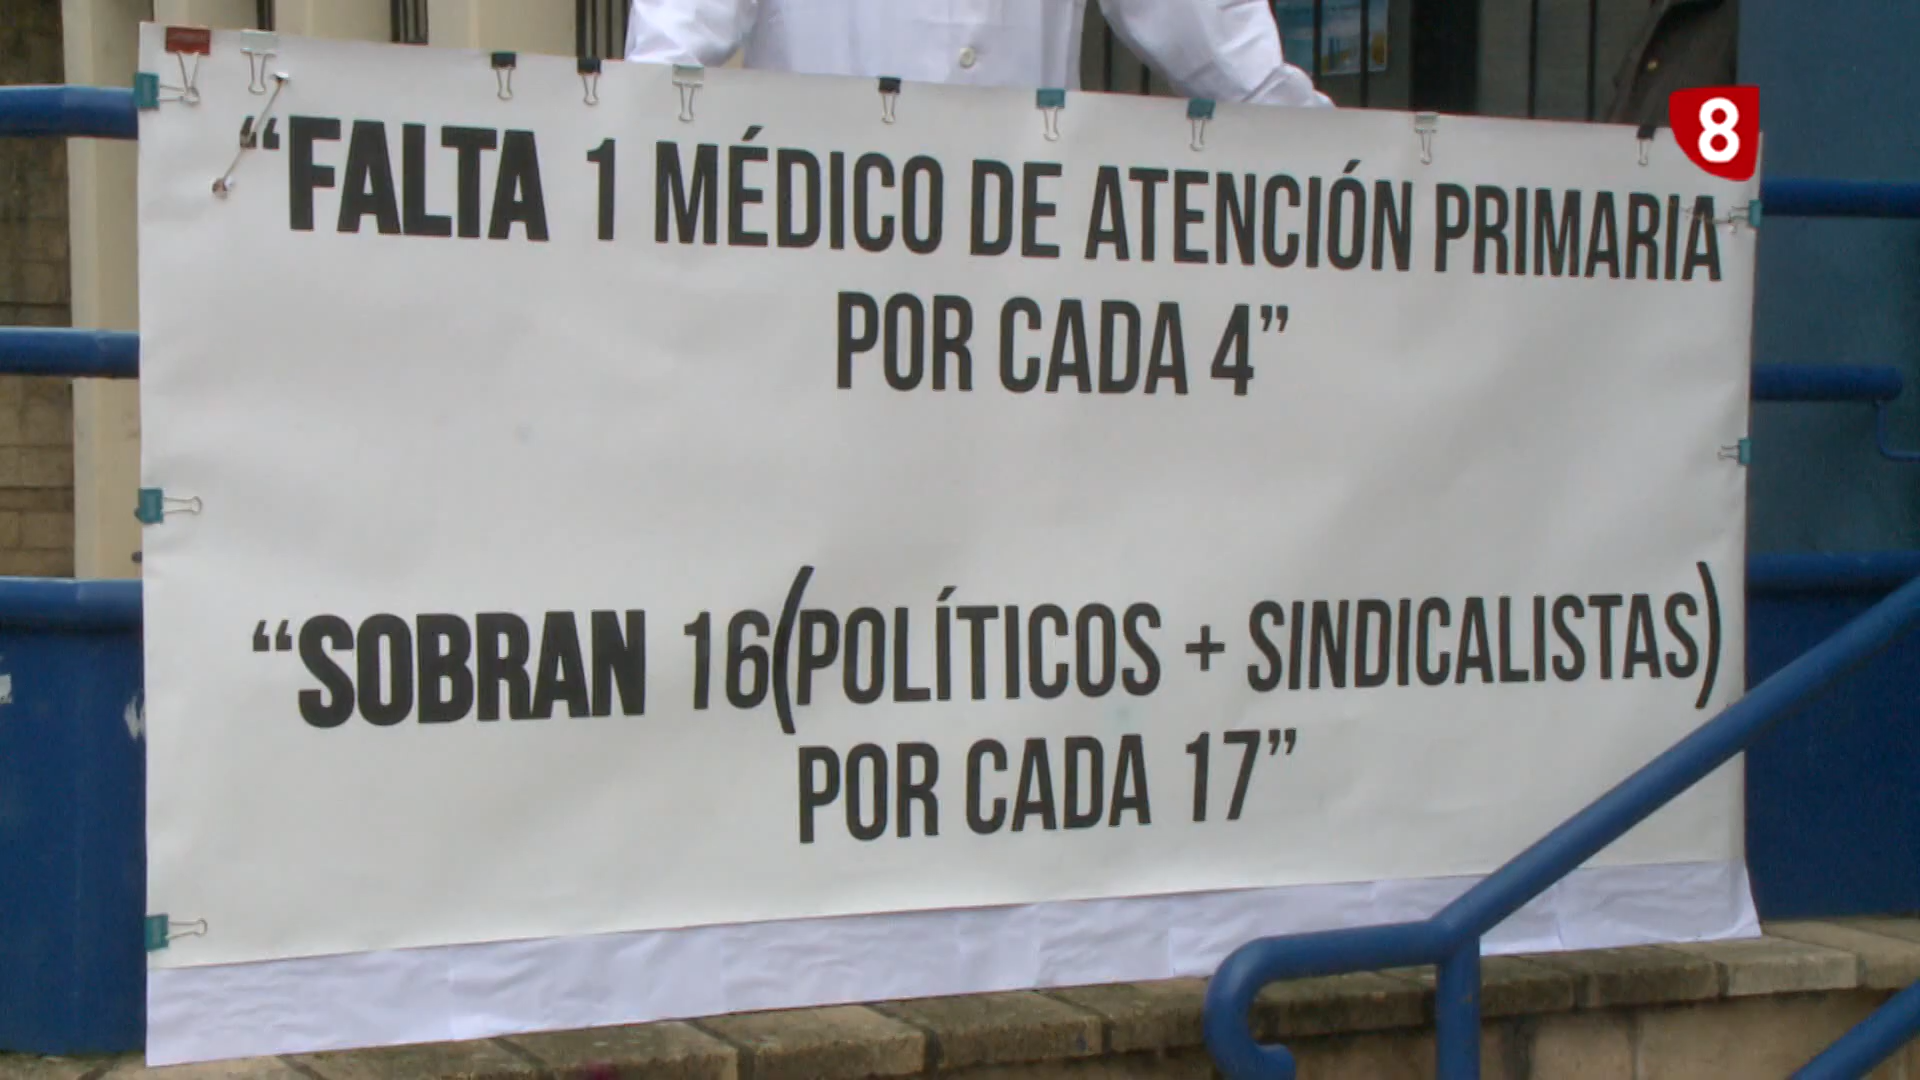 8
“FALTA 1 MÉDICO DE ATENCIÓN PRIMARIA
POR CADA 4”
“SOBRAN 16(POLÍTICOS + SINDICALISTAS)
POR CADA 17”